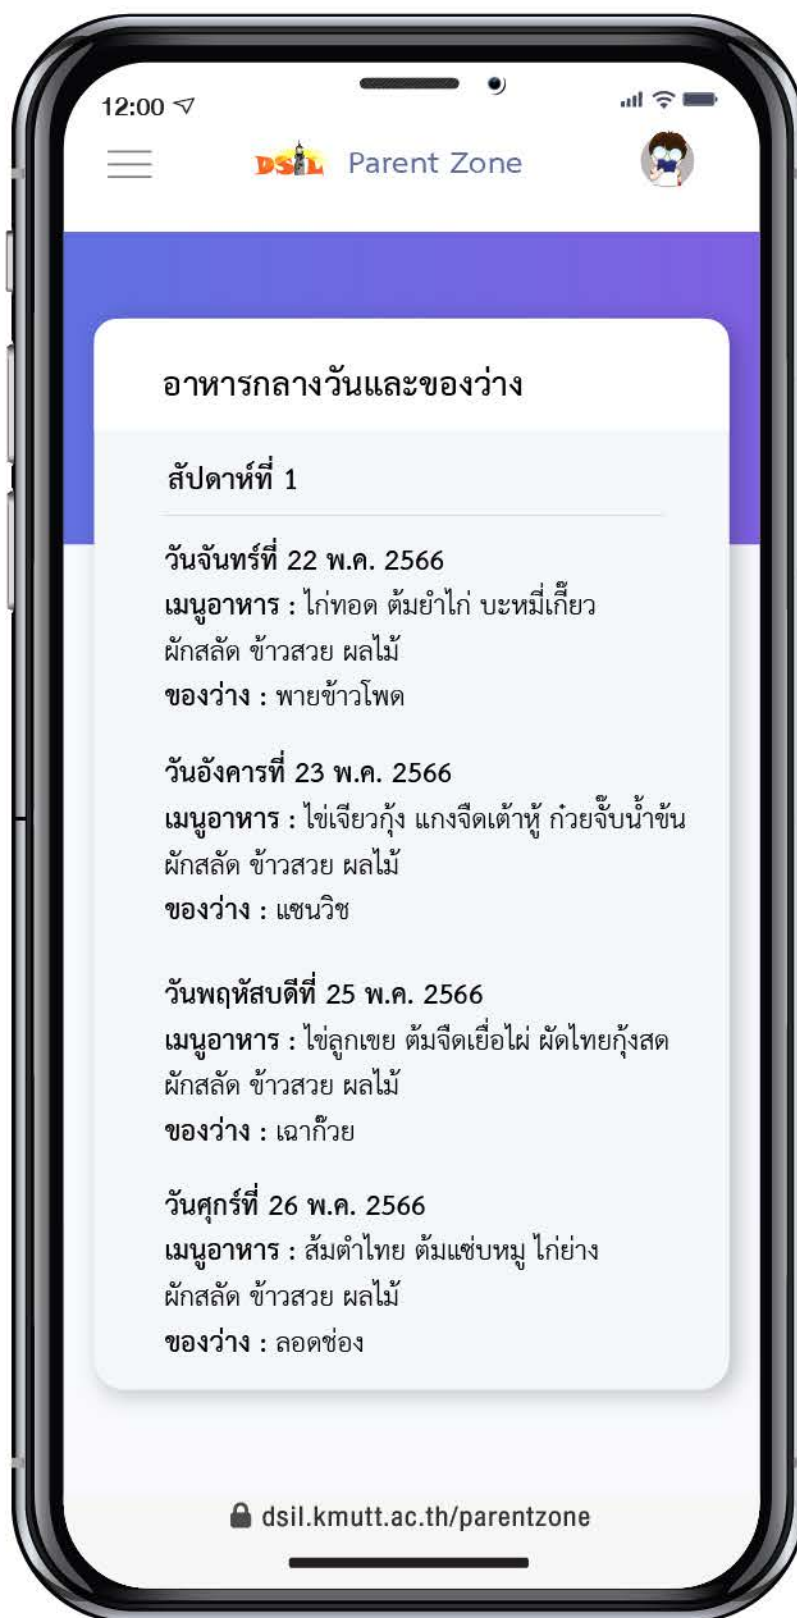 12:00
DSIL Parent Zone
อาหารกลางวันและของว่าง
สัปดาห์ที่ 1
วันจันทร์ที่ 22 พ.ค. 2566
เมนูอาหาร : ไก่ทอด ต้มยำไก่ บะหมี่เกี๊ยว
ผักสลัด ข้าวสวย ผลไม้
ของว่าง : พายข้าวโพด
วันอังคารที่ 23 พ.ค. 2566
เมนูอาหาร : ไข่เจียวกุ้ง แกงจืดเต้าหู้ ก๋วยจั๊บน้ำข้น
ผักสลัด ข้าวสวย ผลไม้
ของว่าง : แซนวิช
วันพฤหัสบดีที่ 25 พ.ค. 2566
เมนูอาหาร : ไข่ลูกเขย ต้มจืดเยื่อไผ่ ผัดไทยกุ้งสด
ผักสลัด ข้าวสวย ผลไม้
ของว่าง : เฉาก๊วย
วันศุกร์ที่ 26 พ.ค. 2566
เมนูอาหาร : ส้มตำไทย ต้มแซ่บหมู ไก่ย่าง
ผักสลัด ข้าวสวย ผลไม้
ของว่าง : ลอดช่อง
dsil.kmutt.ac.th/parentzone